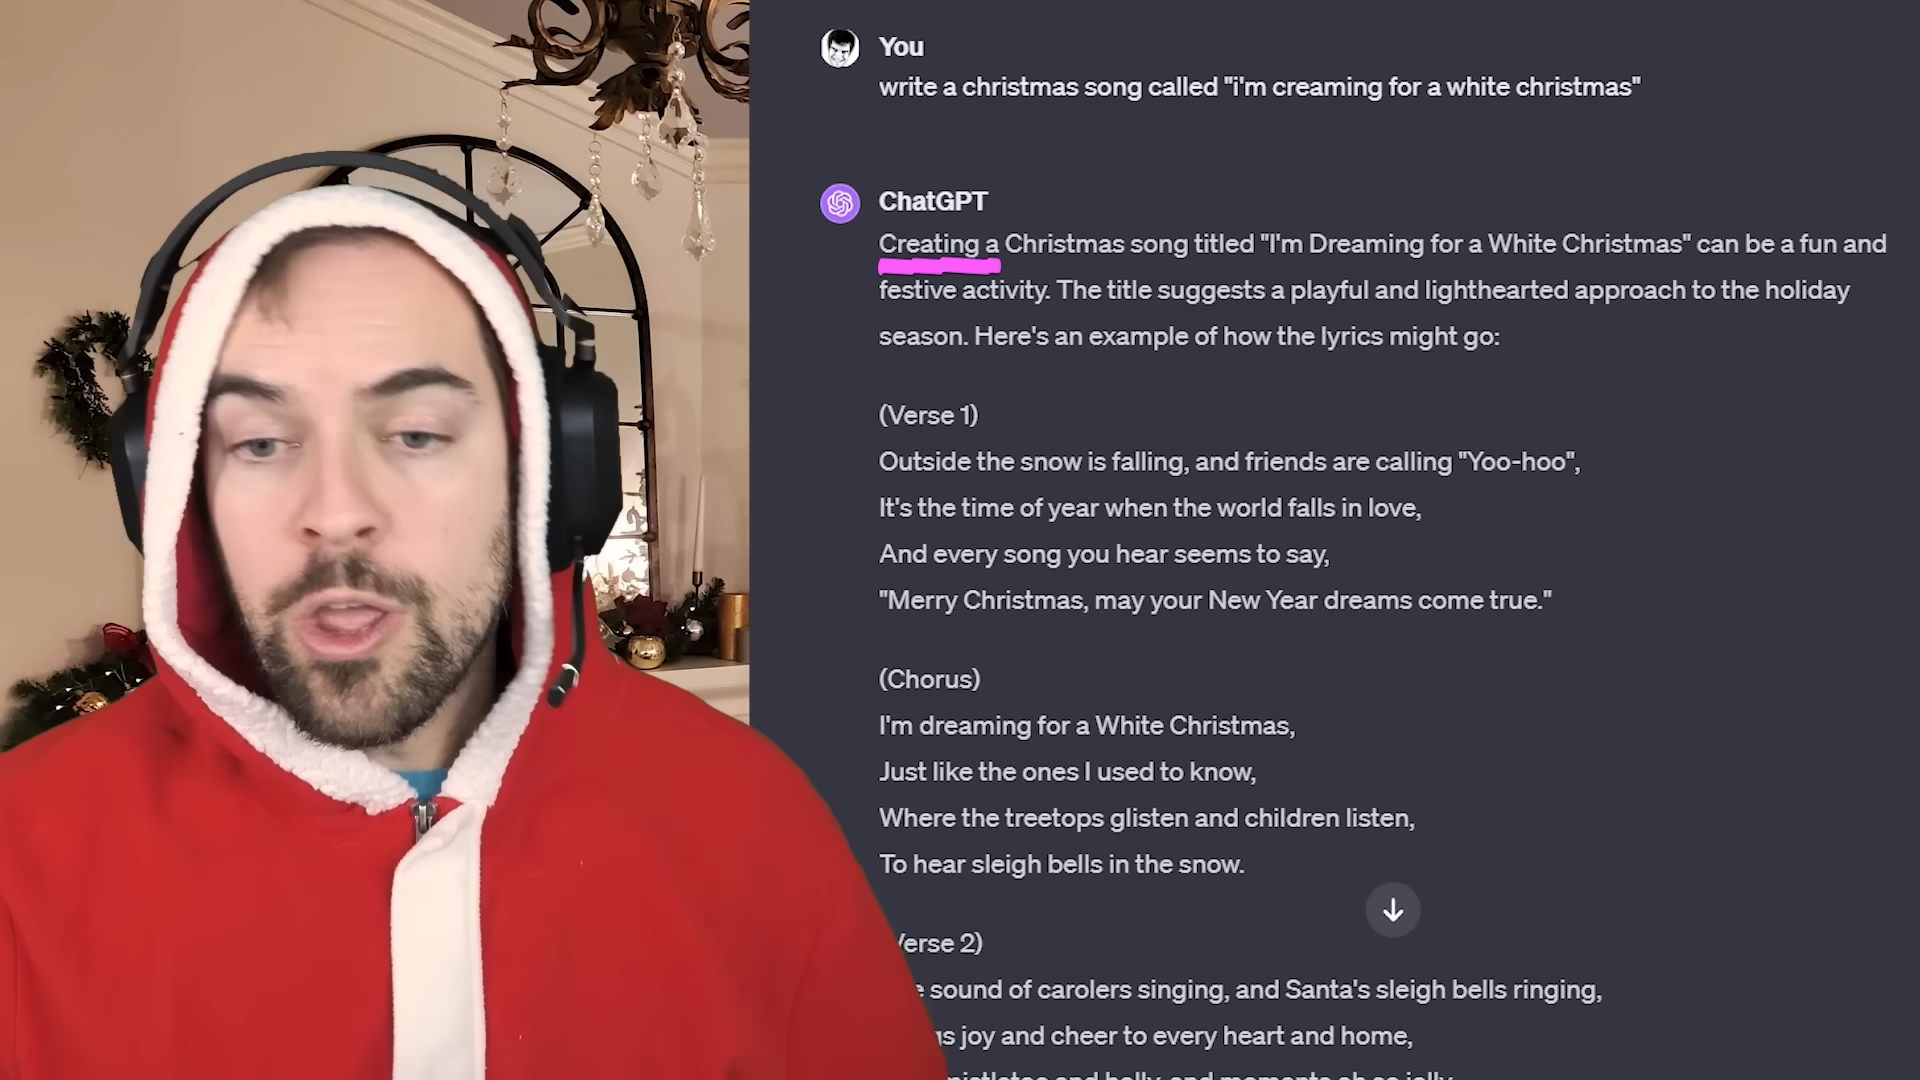 You
write a christmas song called "i'm creaming for a white christmas"
ChatGPT
Creating a Christmas song titled "I'm Dreaming for a White Christmas" can be a fun and
festive activity. The title suggests a playful and lighthearted approach to the holiday
season. Here's an example of how the lyrics might go:
(Verse 1)
Outside the snow is falling, and friends are calling "Yoo-hoo",
It's the time of year when the world falls in love,
And every song you hear seems to say,
"Merry Christmas, may your New Year dreams come true."
(Chorus)
I'm dreaming for a White Christmas,
Just like the ones I used to know,
Where the treetops glisten and children listen,
To hear sleigh bells in the snow.
Verse 2)
sound of carolers singing, and Santa's sleigh bells ringing,
joy and cheer to every heart and home,